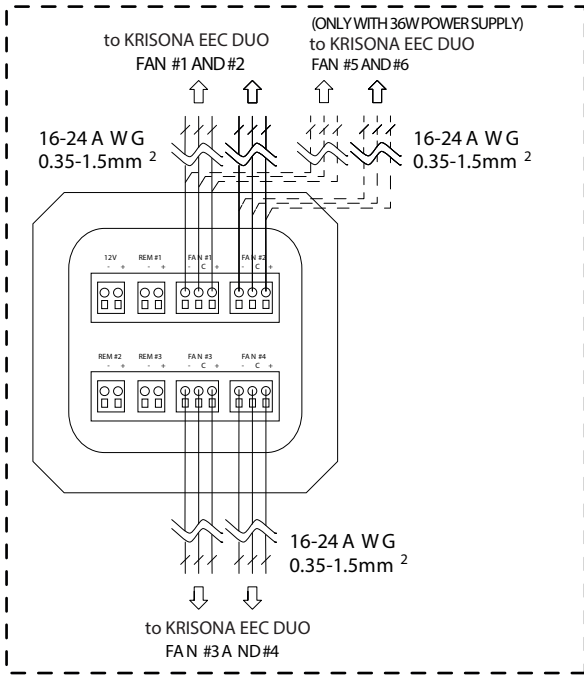 (ONLY WITH 36W POWER SUPPLY)
to KRISONA EEC DUO
FAN #1 AND #2
to KRISONA EEC DUO
FAN #5 AND #6
16-24 A W G
0.35-1.5mm 2
16-24 A W G
0.35-1.5mm 2
12V REM #1 FA N #1 FA N #2
- + - + - C + - C +
REM #2 REM #3 FA N #3 FA N #4
- + - + - C + - C +
16-24 A W G
0.35-1.5mm 2
to KRISONA EEC DUO
FAN #3 A ND #4